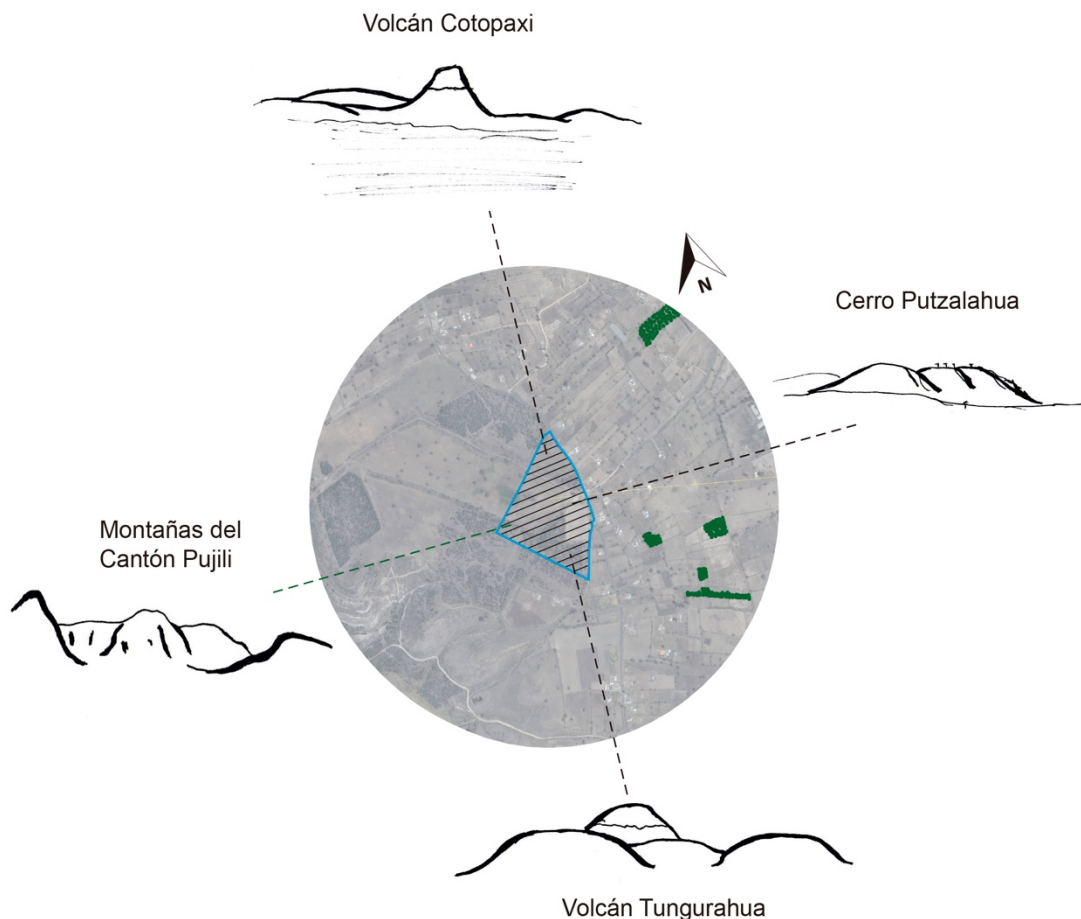 Volcán Cotopaxi
N
Cerro Putzalahua
Montañas del
Cantón Pujili
Volcán Tungurahua